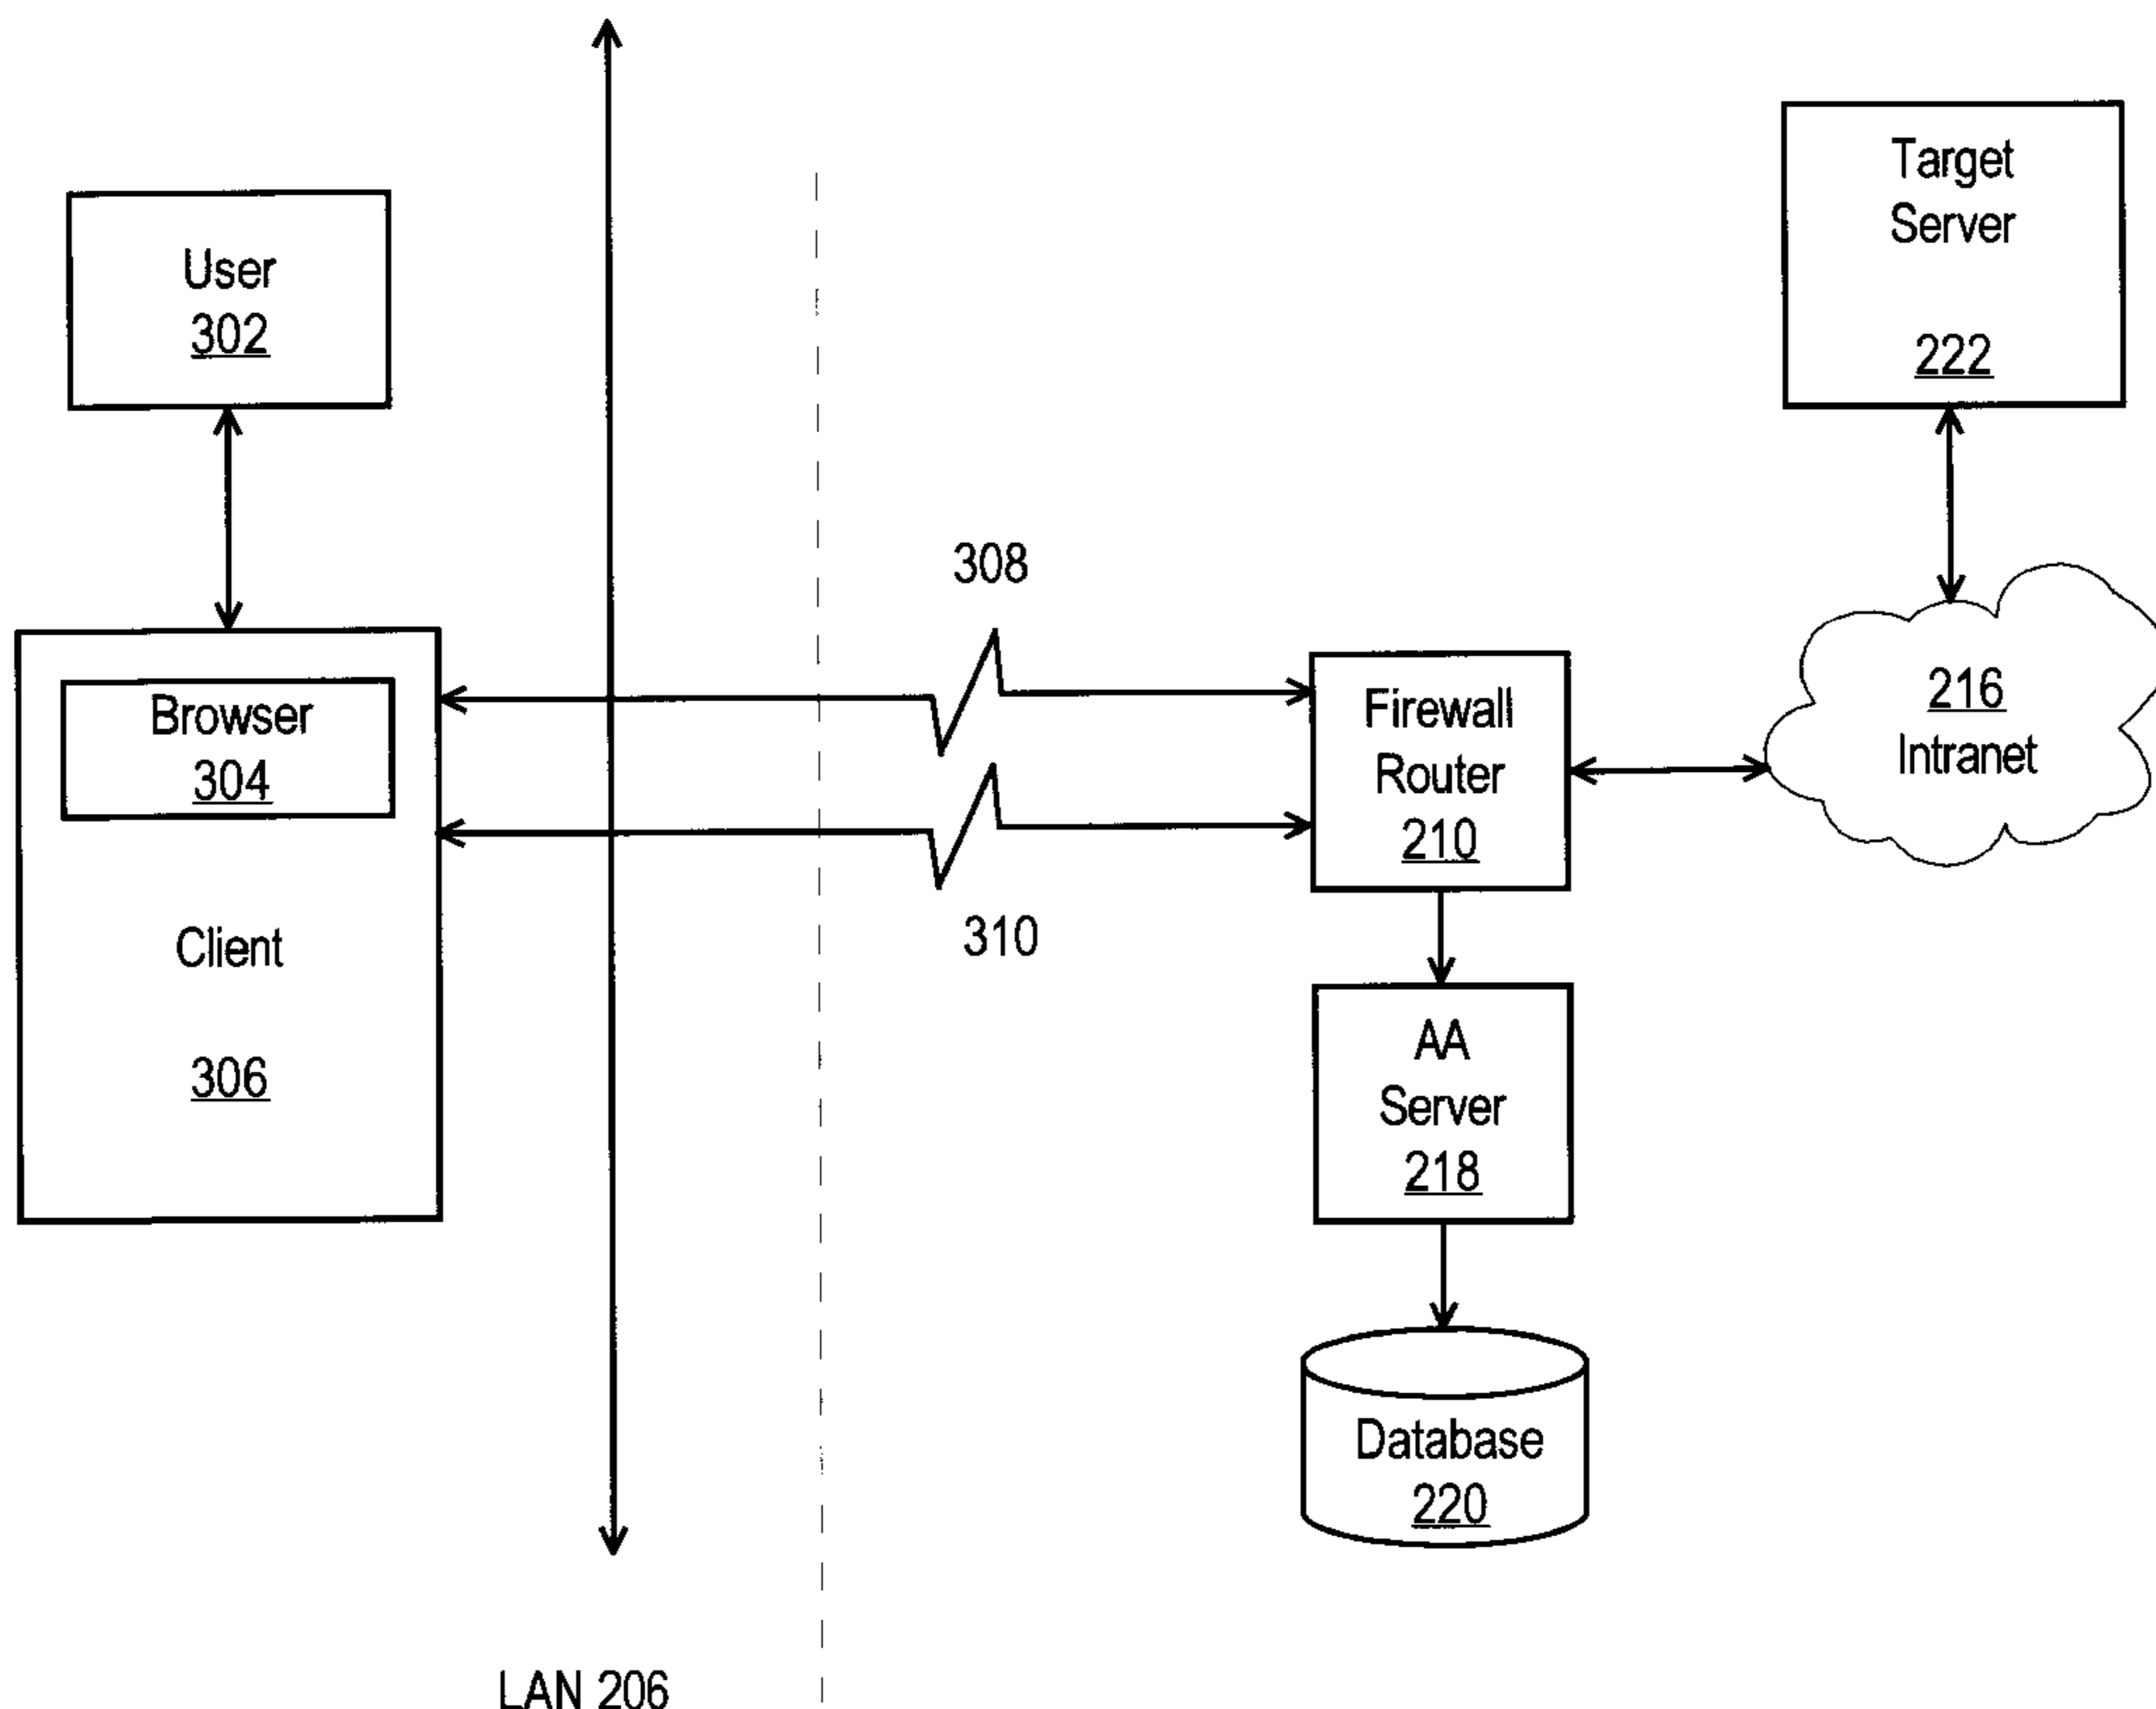 User
302
Browser
304
Client
306
308
310
Firewall
Router
210
AA
Server
218
Database
220
Target
Server
222
216
Intranet
LAN 206